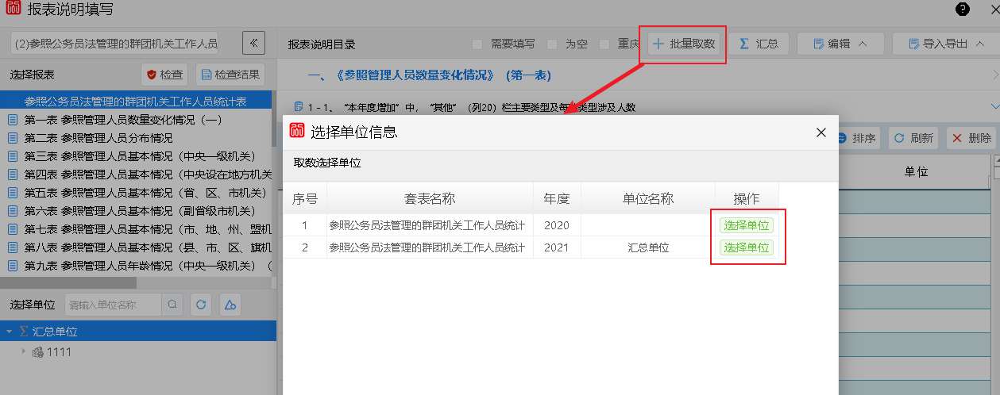 报表说明填写
(2)参照公务员法管理的群团机关工作人员
报表说明目录
需要填写
为空
重庆
批量取数
Σ 汇总
编辑
导入导出
选择报表
检查
检查结果
一、《参照管理人员数量变化情况》（第一表）
参照公务员法管理的群团机关工作人员统计表
1-1、“本年度增加”中，“其他”（列20）栏主要类型及每
类型涉及人数
第一表 参照管理人员数量变化情况（一）
第二表 参照管理人员分布情况
第三表 参照管理人员基本情况（中央一级机关）
第四表 参照管理人员基本情况（中央设在地方机关
第五表 参照管理人员基本情况（省、区、市机关）
第六表 参照管理人员基本情况（副省级市机关）
第七表 参照管理人员基本情况（市、地、州、盟机
第八表 参照管理人员基本情况（县、市、区、旗机
第九表 参照管理人员年龄情况（中央一级机关）（
选择单位
请输入单位名称
Σ 汇总单位
1111
排序
刷新
删除
单位
选择单位信息
取数选择单位
序号 套表名称 年度 单位名称 操作
1 参照公务员法管理的群团机关工作人员统计 2020 选择单位
2 参照公务员法管理的群团机关工作人员统计 2021 汇总单位 选择单位